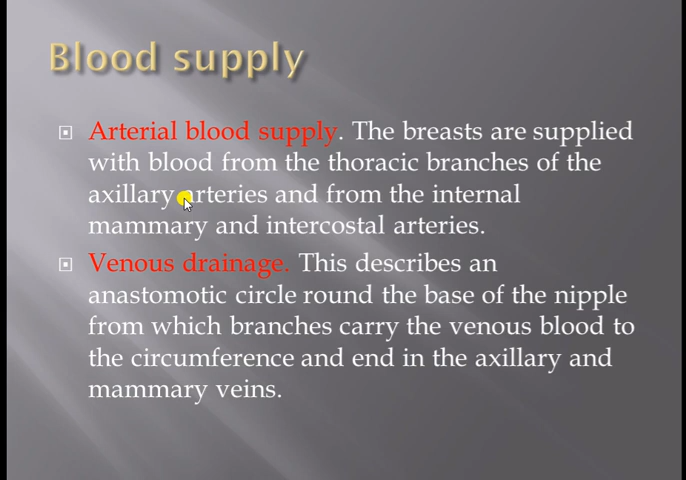 Blood supply
Arterial blood supply. The breasts are supplied
with blood from the thoracic branches of the
axillary arteries and from the internal
mammary and intercostal arteries.
Venous drainage. This describes an
anastomotic circle round the base of the nipple
from which branches carry the venous blood to
the circumference and end in the axillary and
mammary veins.